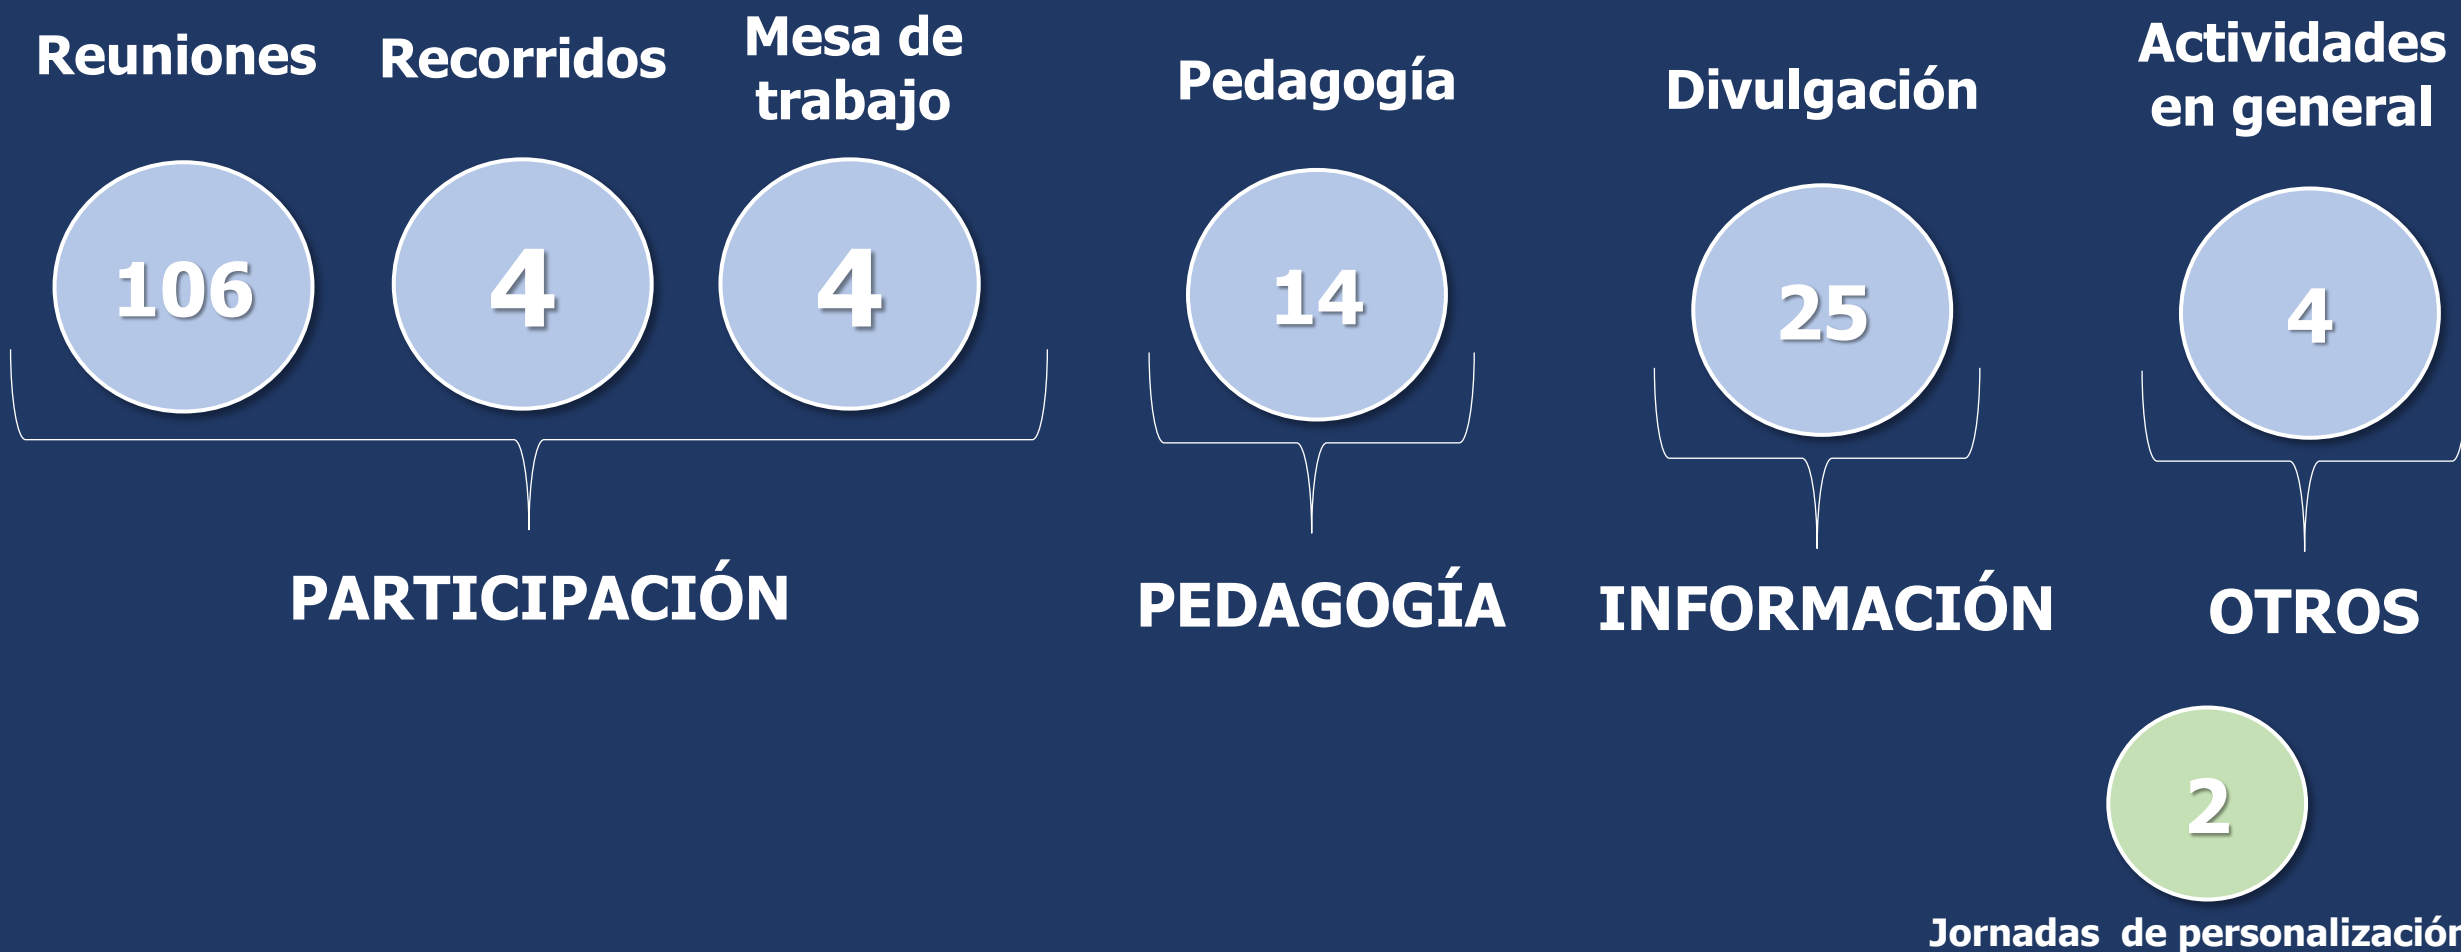 Reuniones
Recorridos
Mesa de
trabajo
Pedagogía
Divulgación
Actividades
en general
106
4
4
14
25
4
PARTICIPACIÓN
PEDAGOGÍA
INFORMACIÓN
OTROS
2
Jornadas de personalización